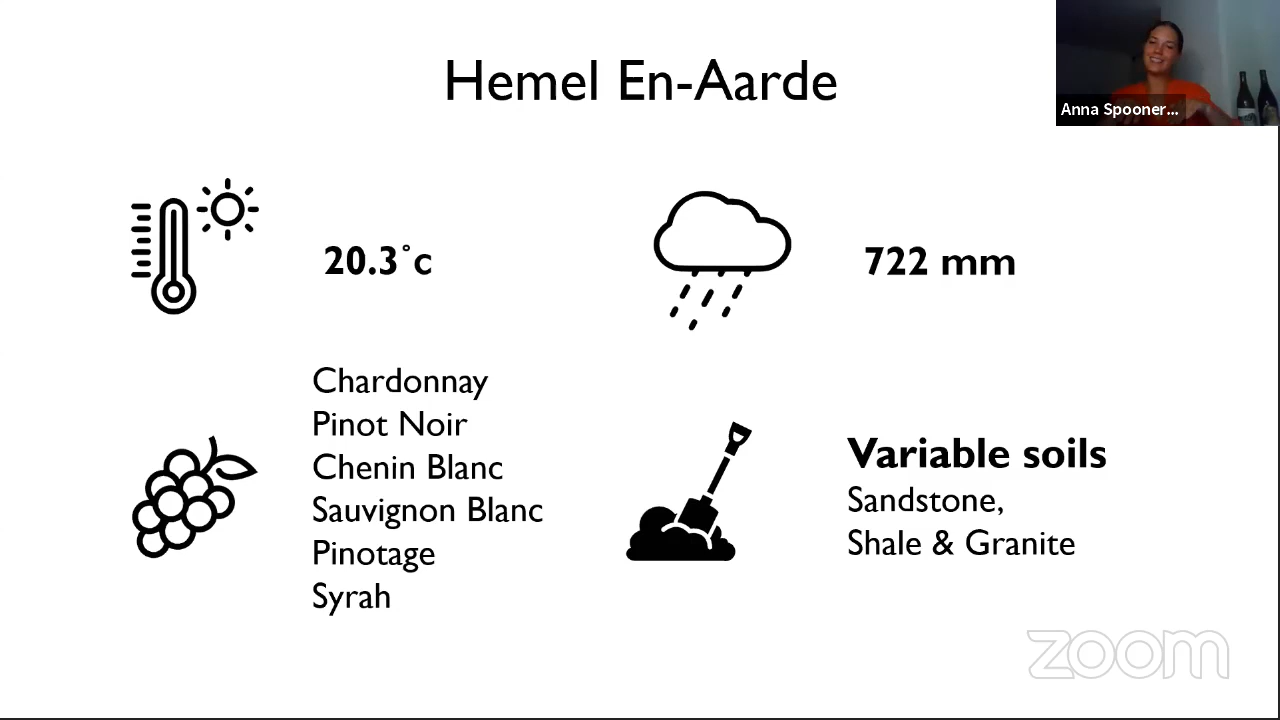 Hemel En-Aarde
Anna Spooner...
20.3˚c
722 mm
Chardonnay
Pinot Noir
Chenin Blanc
Sauvignon Blanc
Pinotage
Syrah
Variable soils
Sandstone,
Shale & Granite
zoom